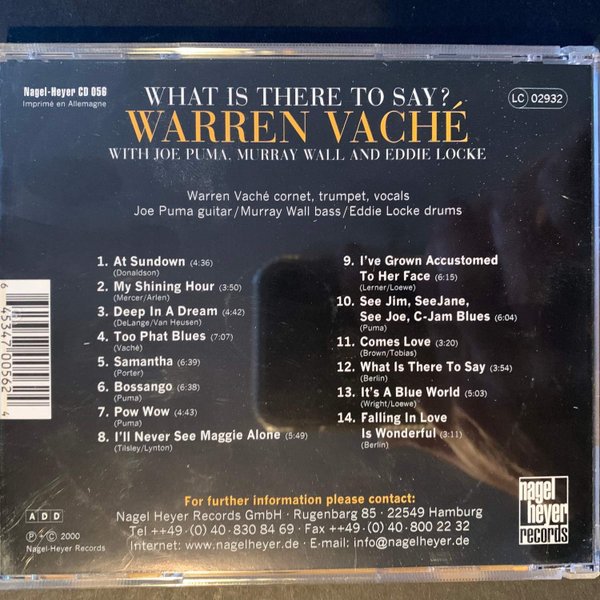 Nagel-Heyer CD 056
Imprimé en Allemagne
WHAT IS THERE TO SAY?
WARREN VACHÉ
WITH JOE PUMA, MURRAY WALL AND EDDIE LOCKE
LC 02932
Warren Vaché cornet, trumpet, vocals
Joe Puma guitar/Murray Wall bass/Eddie Locke drums
1. At Sundown (4:36)
(Donaldson)
2. My Shining Hour (3:50)
(Mercer/Arlen)
3. Deep In A Dream (4:42)
(DeLange/Van Heusen)
4. Too Phat Blues (7:07)
(Vaché)
5. Samantha (6:39)
(Porter)
6. Bossango (6:38)
(Puma)
7. Pow Wow (4:43)
(Puma)
8. I'll Never See Maggie Alone (5:49)
(Tilsley/Lynton)
9. I've Grown Accustomed
To Her Face (6:15)
(Lerner/Loewe)
10. See Jim, SeeJane,
See Joe, C-Jam Blues (6:04)
(Puma)
11. Comes Love (3:20)
(Brown/Tobias)
12. What Is There To Say (3:54)
(Berlin)
13. It's A Blue World (5:03)
(Wright/Loewe)
14. Falling In Love
Is Wonderful (3:11)
(Berlin)
6 45347 00562 4
For further information please contact:
Nagel Heyer Records GmbH · Rugenbarg 85 · 22549 Hamburg
Tel ++49 · (0) 40 · 830 84 69 · Fax ++49 · (0) 40 · 800 22 32
Internet: www.nagelheyer.de · E-mail: info@nagelheyer.de
A D D
℗ · © 2000
Nagel-Heyer Records
nagel
heyer
records